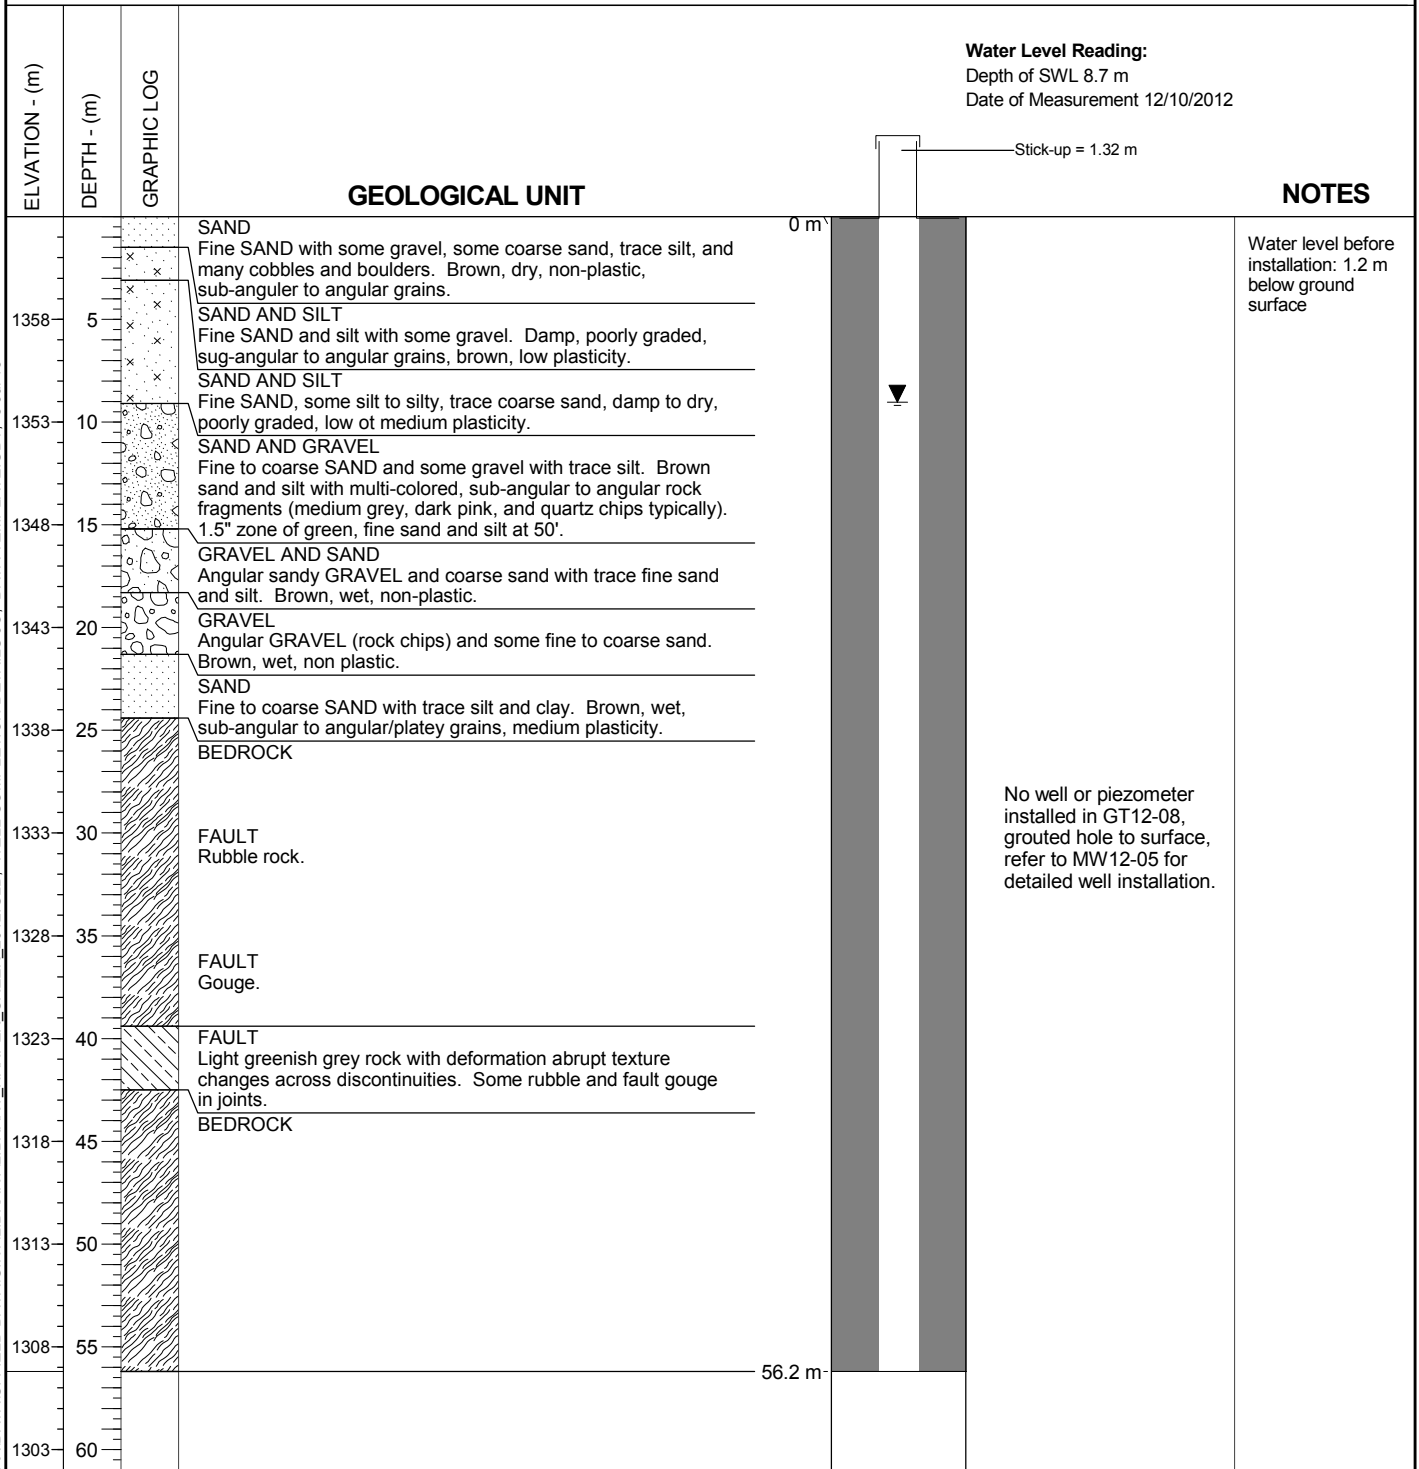 Water Level Reading:
Depth of SWL 8.7 m
Date of Measurement 12/10/2012
Stick-up = 1.32 m
ELVATION - (m)
DEPTH - (m)
GRAPHIC LOG
GEOLOGICAL UNIT
NOTES
0 m
SAND
Fine SAND with some gravel, some coarse sand, trace silt, and
many cobbles and boulders. Brown, dry, non-plastic,
sub-anguler to angular grains.
SAND AND SILT
Fine SAND and silt with some gravel. Damp, poorly graded,
sug-angular to angular grains, brown, low plasticity.
SAND AND SILT
Fine SAND, some silt to silty, trace coarse sand, damp to dry,
poorly graded, low ot medium plasticity.
SAND AND GRAVEL
Fine to coarse SAND and some gravel with trace silt. Brown
sand and silt with multi-colored, sub-angular to angular rock
fragments (medium grey, dark pink, and quartz chips typically).
1.5" zone of green, fine sand and silt at 50'.
GRAVEL AND SAND
Angular sandy GRAVEL and coarse sand with trace fine sand
and silt. Brown, wet, non-plastic.
GRAVEL
Angular GRAVEL (rock chips) and some fine to coarse sand.
Brown, wet, non plastic.
SAND
Fine to coarse SAND with trace silt and clay. Brown, wet,
sub-angular to angular/platey grains, medium plasticity.
BEDROCK
FAULT
Rubble rock.
FAULT
Gouge.
FAULT
Light greenish grey rock with deformation abrupt texture
changes across discontinuities. Some rubble and fault gouge
in joints.
BEDROCK
56.2 m
1358 5
1353 10
1348 15
1343 20
1338 25
1333 30
1328 35
1323 40
1318 45
1313 50
1308 55
1303 60
No well or piezometer
installed in GT12-08,
grouted hole to surface,
refer to MW12-05 for
detailed well installation.
Water level before
installation: 1.2 m
below ground
surface